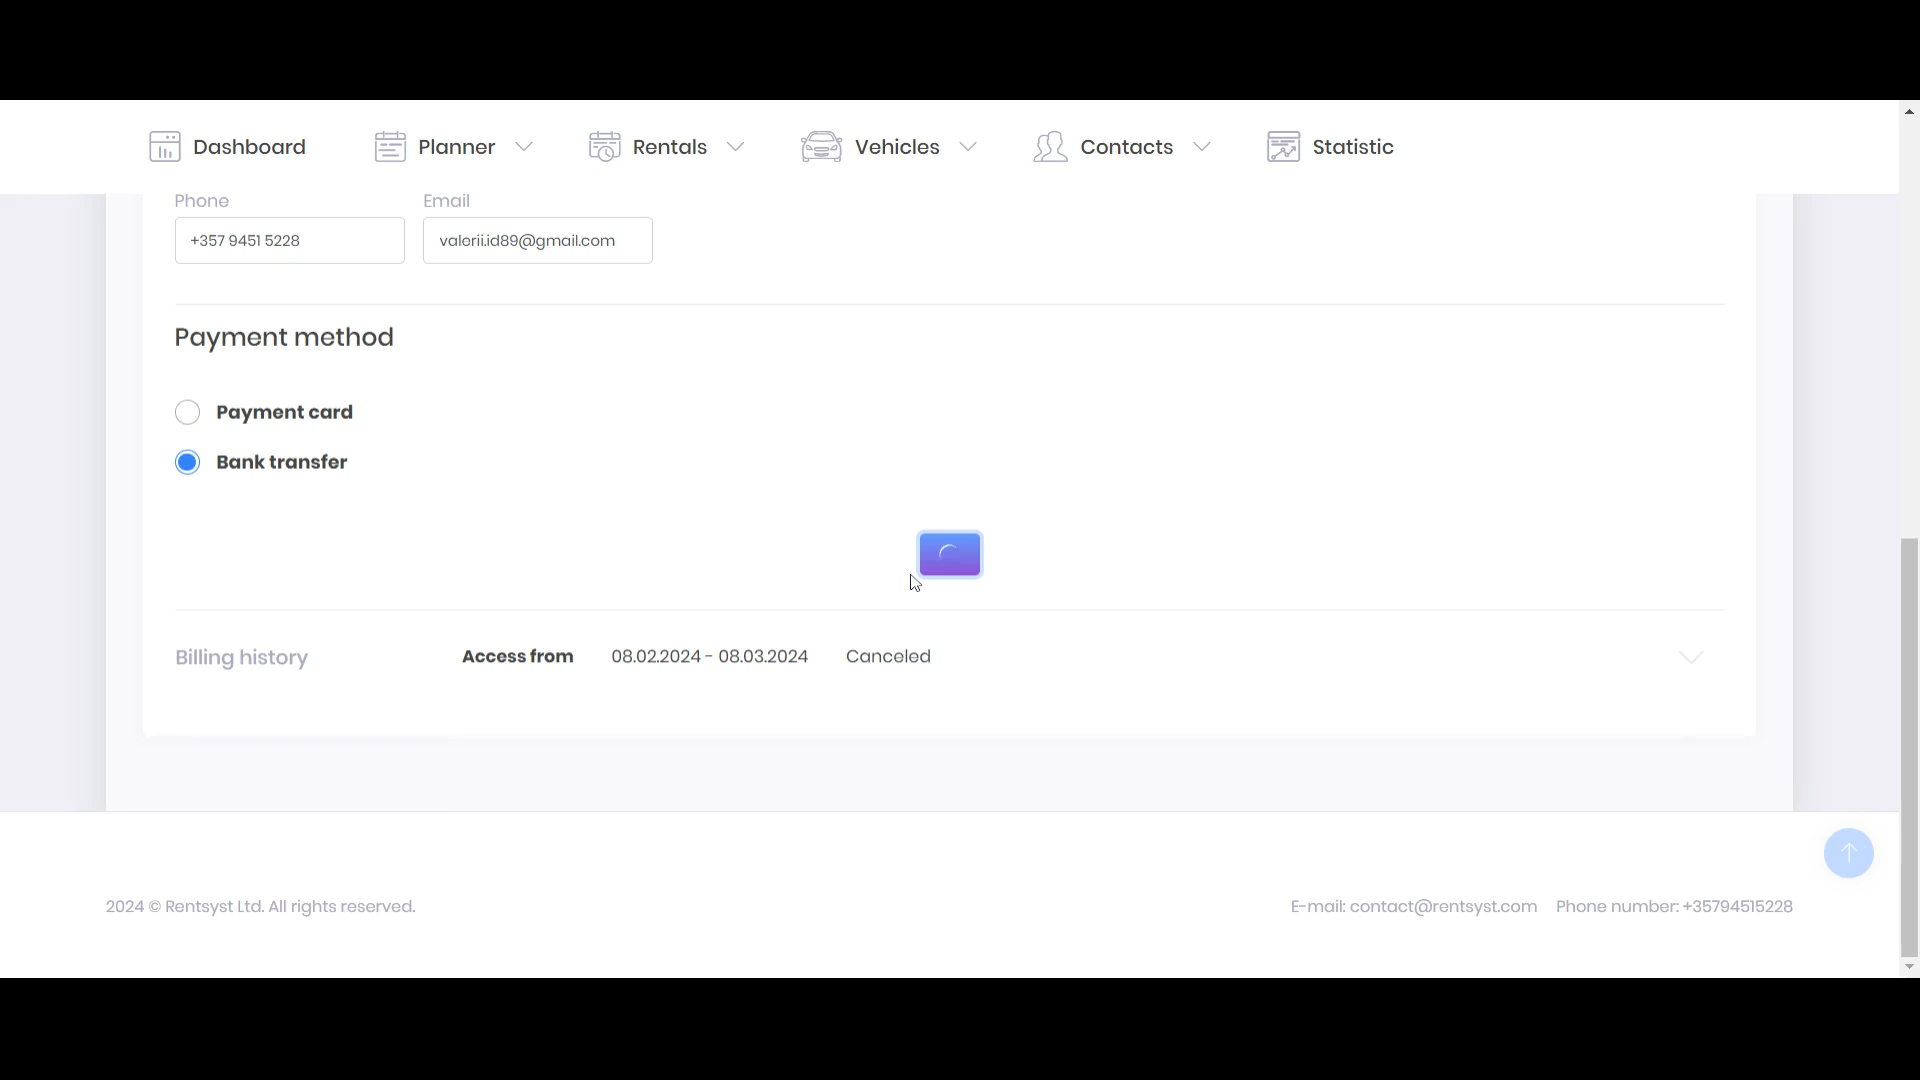 Dashboard Planner Rentals Vehicles Contacts Statistic
Phone Email
+357 9451 5228 valerii.id89@gmail.com
Payment method
Payment card
Bank transfer
Billing history Access from 08.02.2024 - 08.03.2024 Canceled
2024 © Rentsyst Ltd. All rights reserved. E-mail: contact@rentsyst.com Phone number: +35794515228